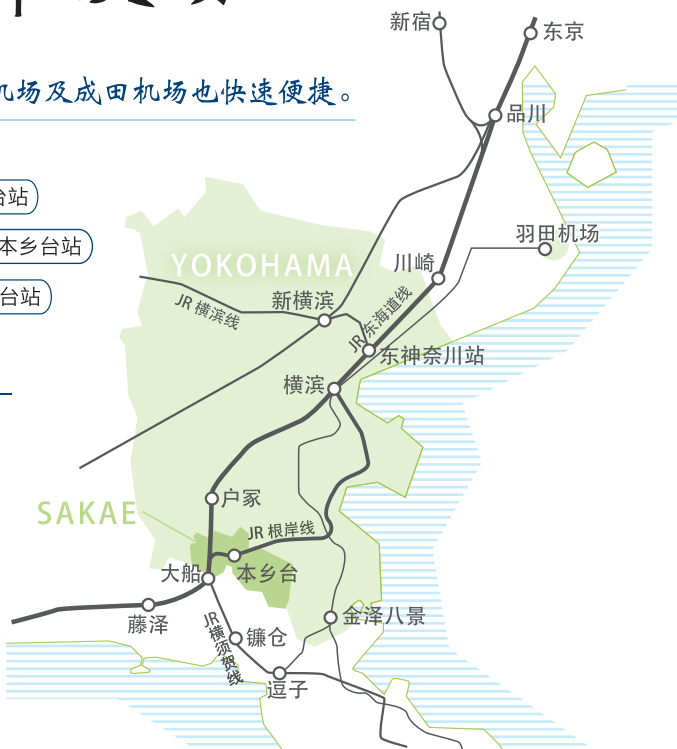 机场及成田机场也快速便捷。
台站
本乡台站
台站
新宿
东京
品川
羽田机场
YOKOHAMA
川崎
JR 横滨线
新横滨
JR 东海道线
东神奈川站
横滨
户冢
SAKAE
JR 根岸线
大船
本乡台
藤泽
JR 横须贺线
镰仓
金泽八景
逗子